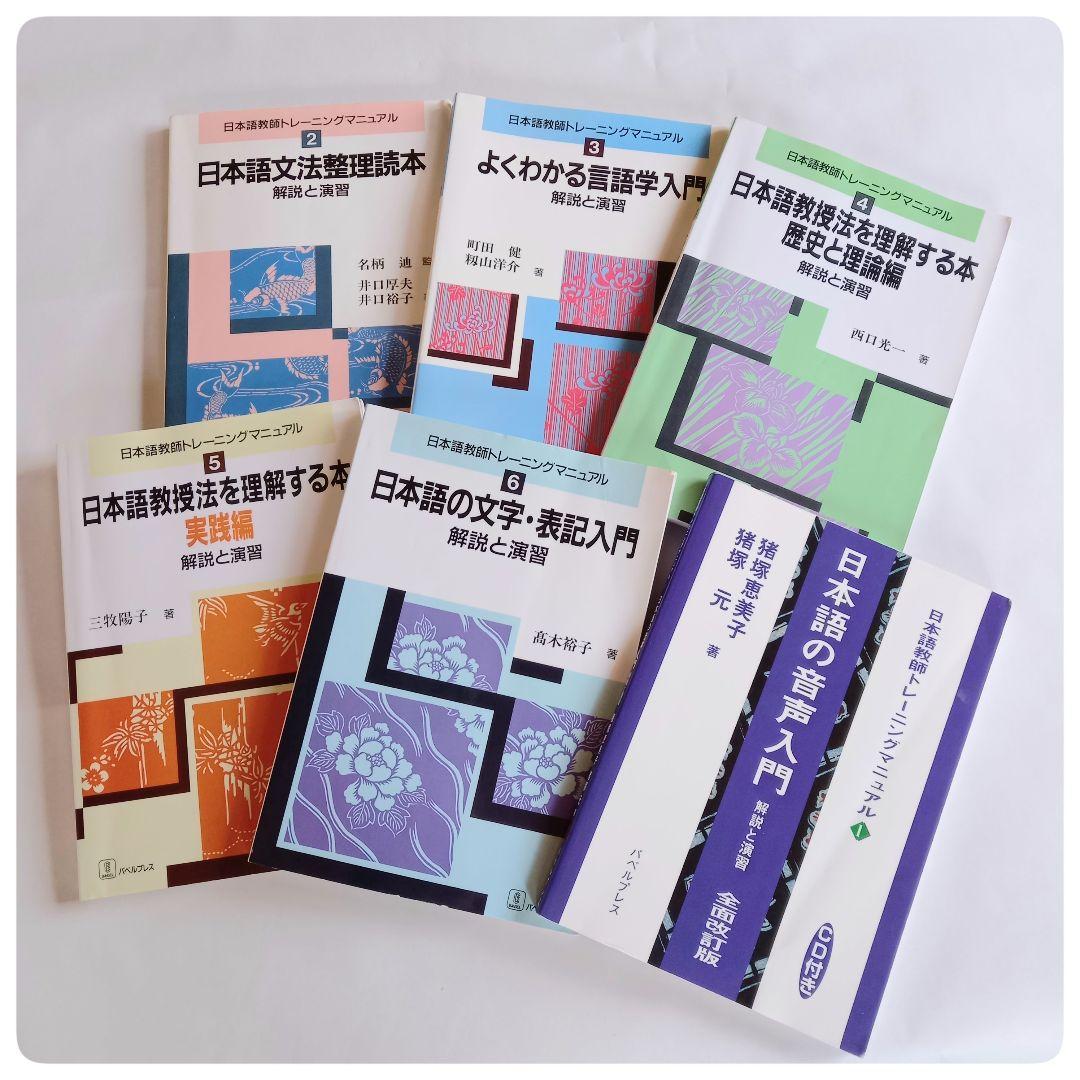 日本語教師トレーニングマニュアル
2
日本語文法整理読本
解説と演習
名柄 迪 監
井口厚夫
井口裕子
日本語教師トレーニングマニュアル
3
よくわかる言語学入門
解説と演習
町田 健
籾山洋介 著
日本語教師トレーニングマニュアル
4
日本語教授法を理解する本
歴史と理論編
解説と演習
西口光一 著
日本語教師トレーニングマニュアル
5
日本語教授法を理解する本
実践編
解説と演習
三牧陽子 著
バベルプレス
日本語教師トレーニングマニュアル
6
日本語の文字・表記入門
解説と演習
髙木裕子 著
バベルプ
日本語教師トレーニングマニュアル 1
日本語の音声入門 解説と演習 全面改訂版
猪塚恵美子
猪塚 元 著
バベルプレス
CD付き